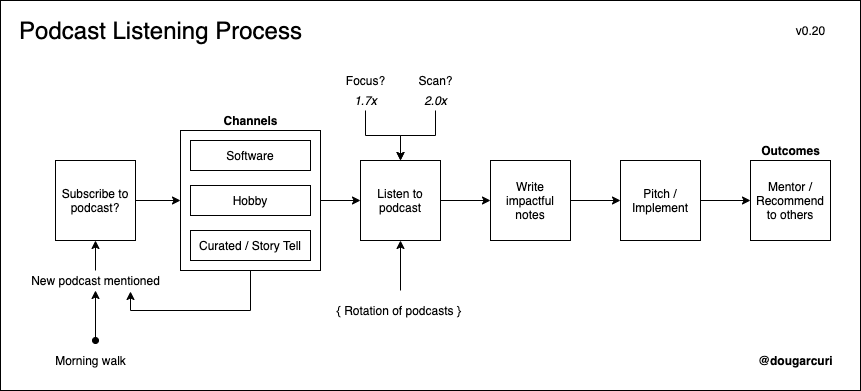 Podcast Listening Process
v0.20
Focus?
1.7x
Scan?
2.0x
Channels
Software
Hobby
Curated / Story Tell
Outcomes
Subscribe to
podcast?
Listen to
podcast
Write
impactful
notes
Pitch /
Implement
Mentor /
Recommend
to others
New podcast mentioned
{ Rotation of podcasts }
Morning walk
@dougarcuri